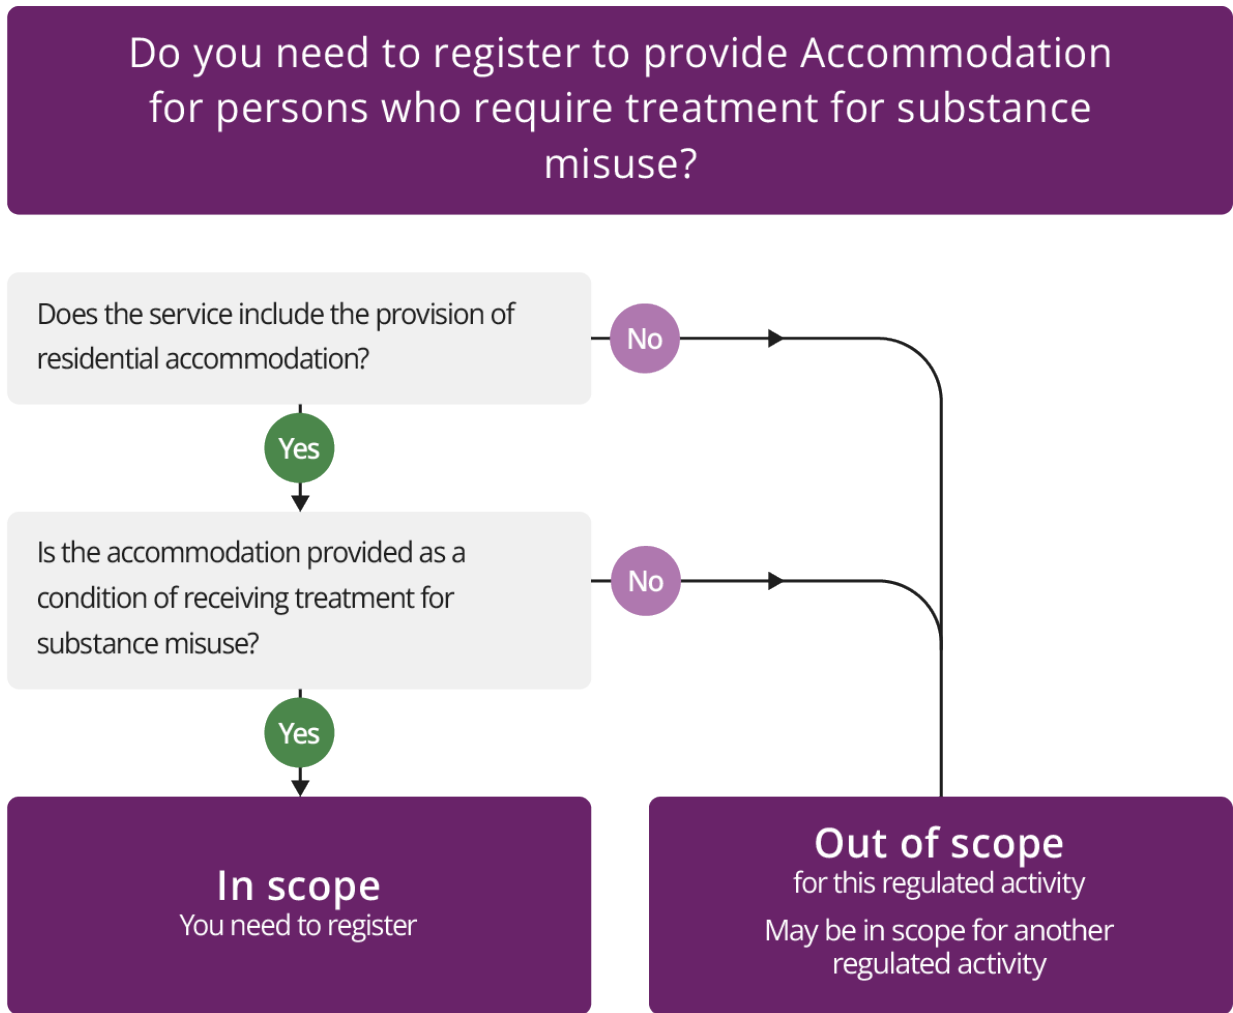 Do you need to register to provide Accommodation
for persons who require treatment for substance
misuse?
Does the service include the provision of
residential accommodation?
No
Yes
Is the accommodation provided as a
condition of receiving treatment for
substance misuse?
No
Yes
In scope
You need to register
Out of scope
for this regulated activity
May be in scope for another
regulated activity